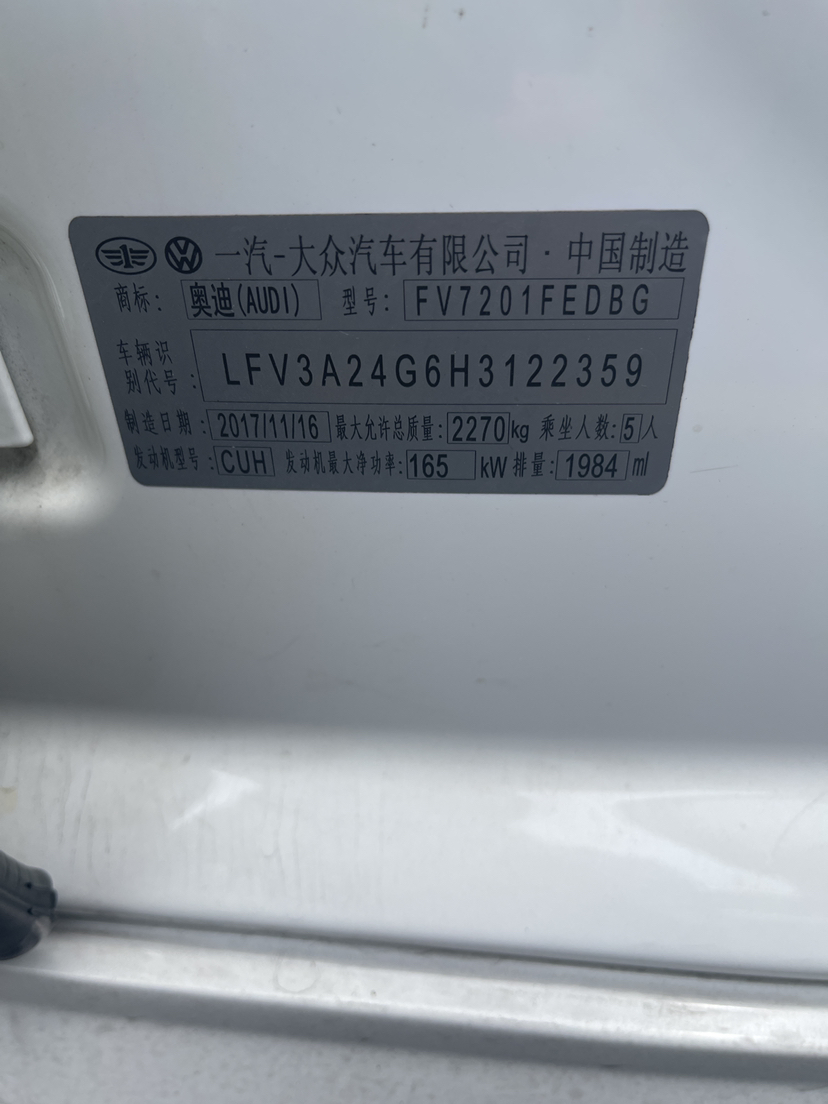 一汽-大众汽车有限公司·中国制造
商标: 奥迪(AUDI) 型号: FV7201FEDBG
车辆识别代号: LFV3A24G6H3122359
制造日期: 2017/11/16 最大允许总质量: 2270kg 乘坐人数: 5人
发动机型号: CUH 发动机最大净功率: 165 kW 排量: 1984 ml